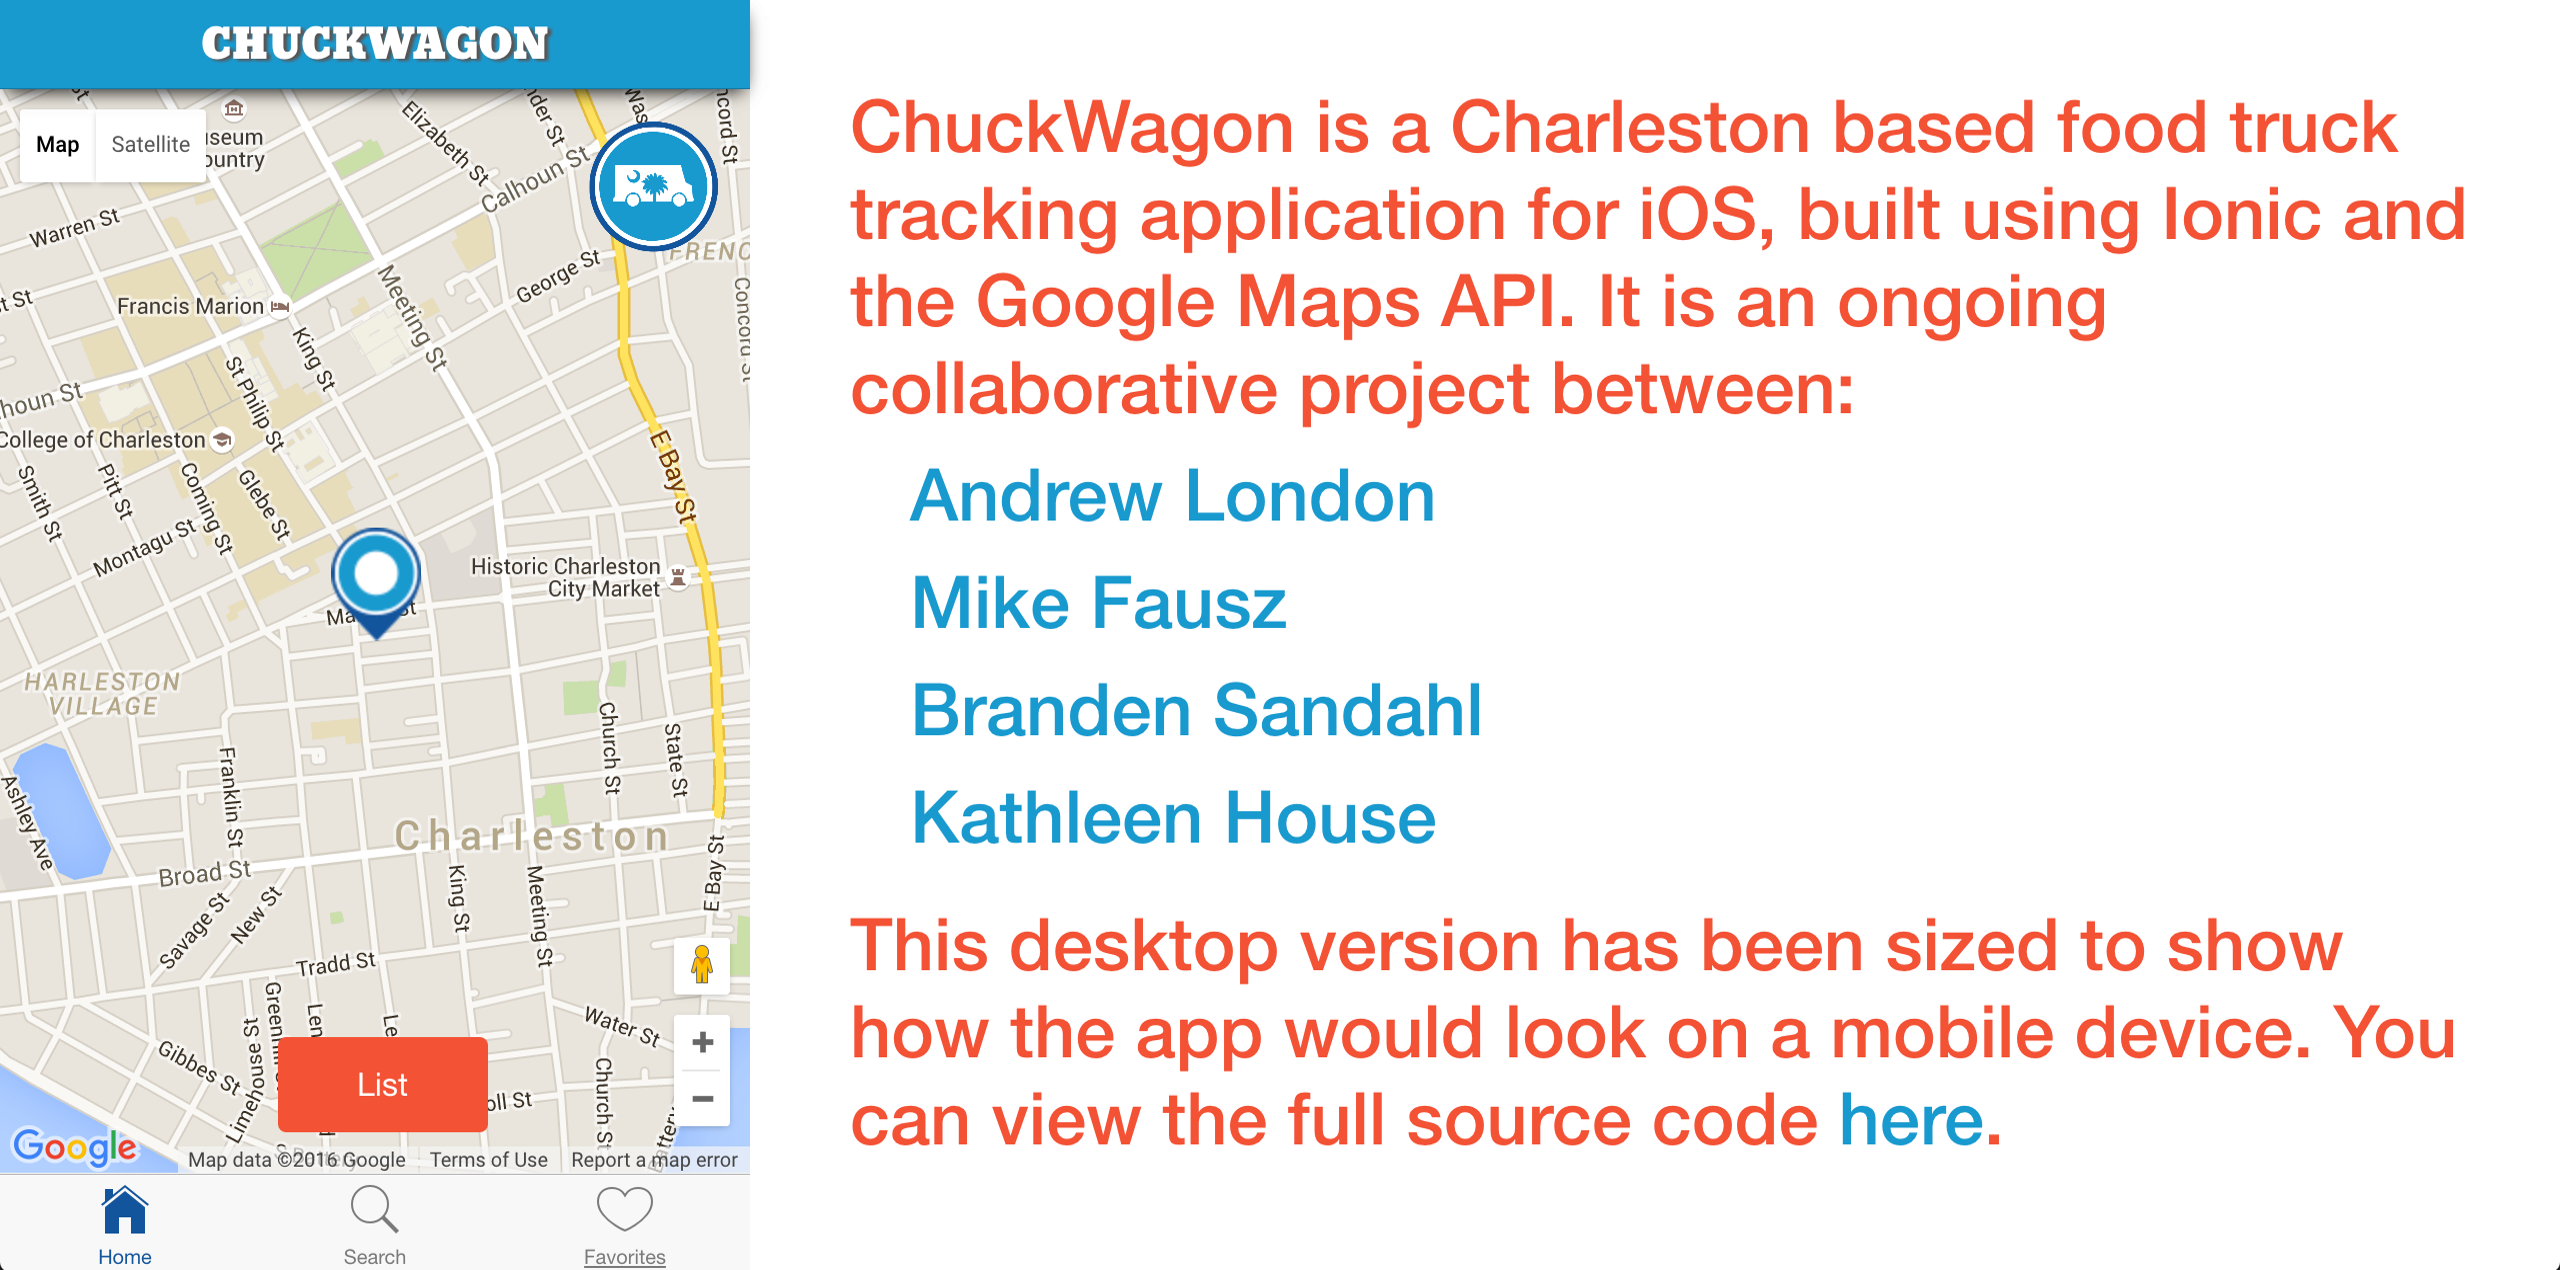 CHUCKWAGON
Map
Satellite
Elizabeth St
Calhoun St
Warren St
George St
Francis Marion
Meeting St
King St
St Philip St
Concord St
College of Charleston
E Bay St
Smith St
Pitt St
Coming St
Glebe St
Montagu St
Historic Charleston
City Market
HARLESTON
VILLAGE
Church St
State St
Franklin St
Ashley Ave
Charleston
Broad St
King St
Meeting St
E Bay St
Savage St
New St
Tradd St
Water St
Gibbes St
Church St
List
Google
Map data ©2016 Google
Terms of Use
Report a map error
Home
Search
Favorites
ChuckWagon is a Charleston based food truck
tracking application for iOS, built using Ionic and
the Google Maps API. It is an ongoing
collaborative project between:
Andrew London
Mike Fausz
Branden Sandahl
Kathleen House
This desktop version has been sized to show
how the app would look on a mobile device. You
can view the full source code here.